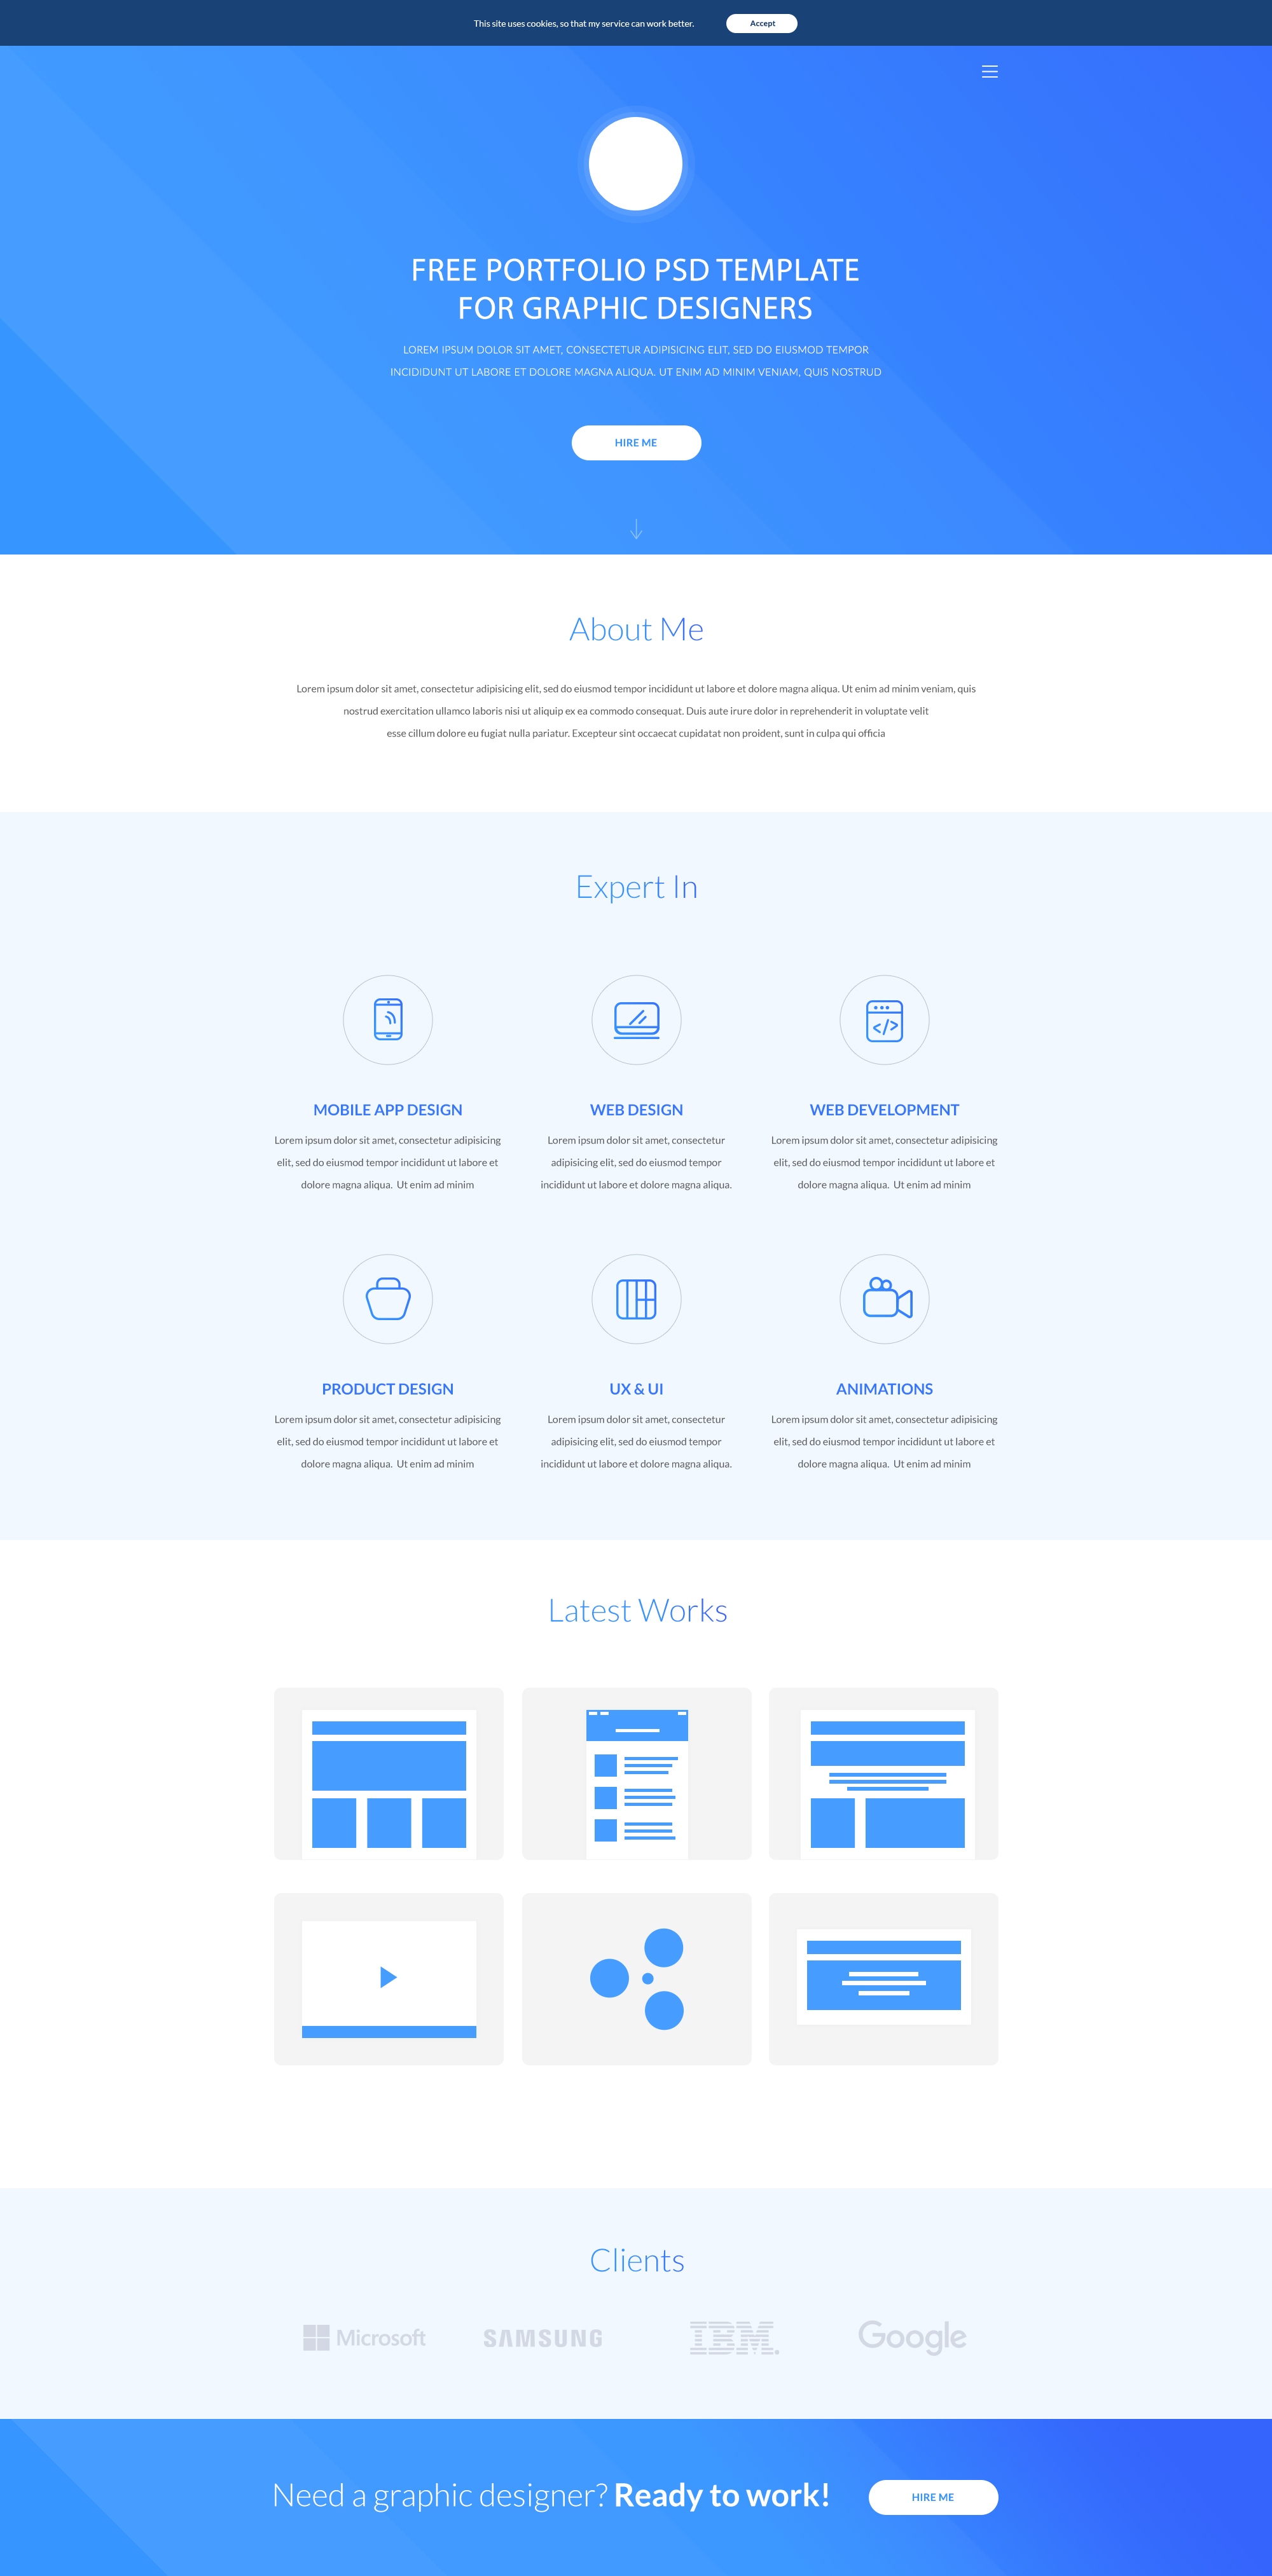 This site uses cookies, so that my service can work better.
Accept
FREE PORTFOLIO PSD TEMPLATE
FOR GRAPHIC DESIGNERS
LOREM IPSUM DOLOR SIT AMET, CONSECTETUR ADIPISICING ELIT, SED DO EIUSMOD TEMPOR
INCIDIDUNT UT LABORE ET DOLORE MAGNA ALIQUA. UT ENIM AD MINIM VENIAM, QUIS NOSTRUD
HIRE ME
About Me
Lorem ipsum dolor sit amet, consectetur adipisicing elit, sed do eiusmod tempor incididunt ut labore et dolore magna aliqua. Ut enim ad minim veniam, quis
nostrud exercitation ullamco laboris nisi ut aliquip ex ea commodo consequat. Duis aute irure dolor in reprehenderit in voluptate velit
esse cillum dolore eu fugiat nulla pariatur. Excepteur sint occaecat cupidatat non proident, sunt in culpa qui officia
Expert In
MOBILE APP DESIGN
Lorem ipsum dolor sit amet, consectetur adipisicing
elit, sed do eiusmod tempor incididunt ut labore et
dolore magna aliqua.  Ut enim ad minim
WEB DESIGN
Lorem ipsum dolor sit amet, consectetur
adipisicing elit, sed do eiusmod tempor
incididunt ut labore et dolore magna aliqua.
WEB DEVELOPMENT
Lorem ipsum dolor sit amet, consectetur adipisicing
elit, sed do eiusmod tempor incididunt ut labore et
dolore magna aliqua.  Ut enim ad minim
PRODUCT DESIGN
Lorem ipsum dolor sit amet, consectetur adipisicing
elit, sed do eiusmod tempor incididunt ut labore et
dolore magna aliqua.  Ut enim ad minim
UX & UI
Lorem ipsum dolor sit amet, consectetur
adipisicing elit, sed do eiusmod tempor
incididunt ut labore et dolore magna aliqua.
ANIMATIONS
Lorem ipsum dolor sit amet, consectetur adipisicing
elit, sed do eiusmod tempor incididunt ut labore et
dolore magna aliqua.  Ut enim ad minim
Latest Works
Clients
Microsoft
SAMSUNG
IBM
Google
Need a graphic designer? Ready to work!
HIRE ME